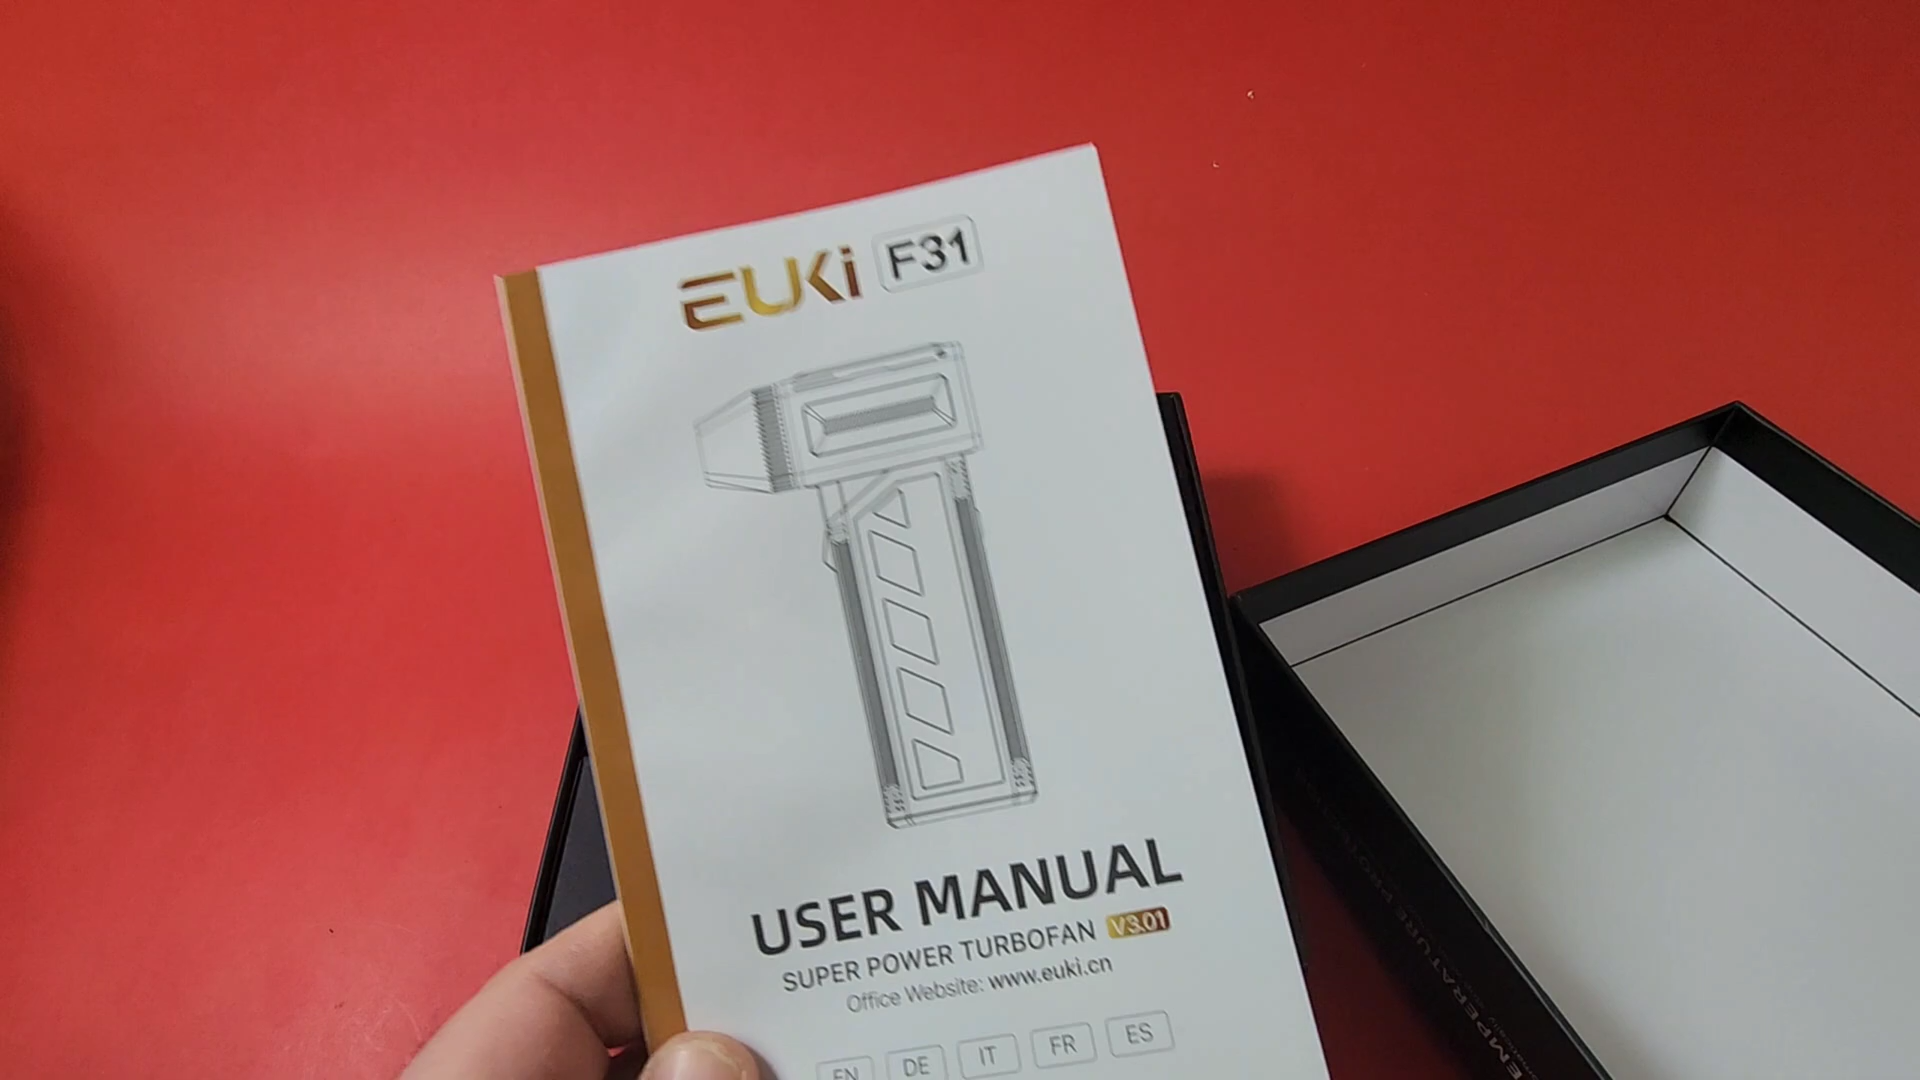 EUKi F31
USER MANUAL
SUPER POWER TURBOFAN V3.01
Office Website: www.euki.cn
EN DE IT FR ES